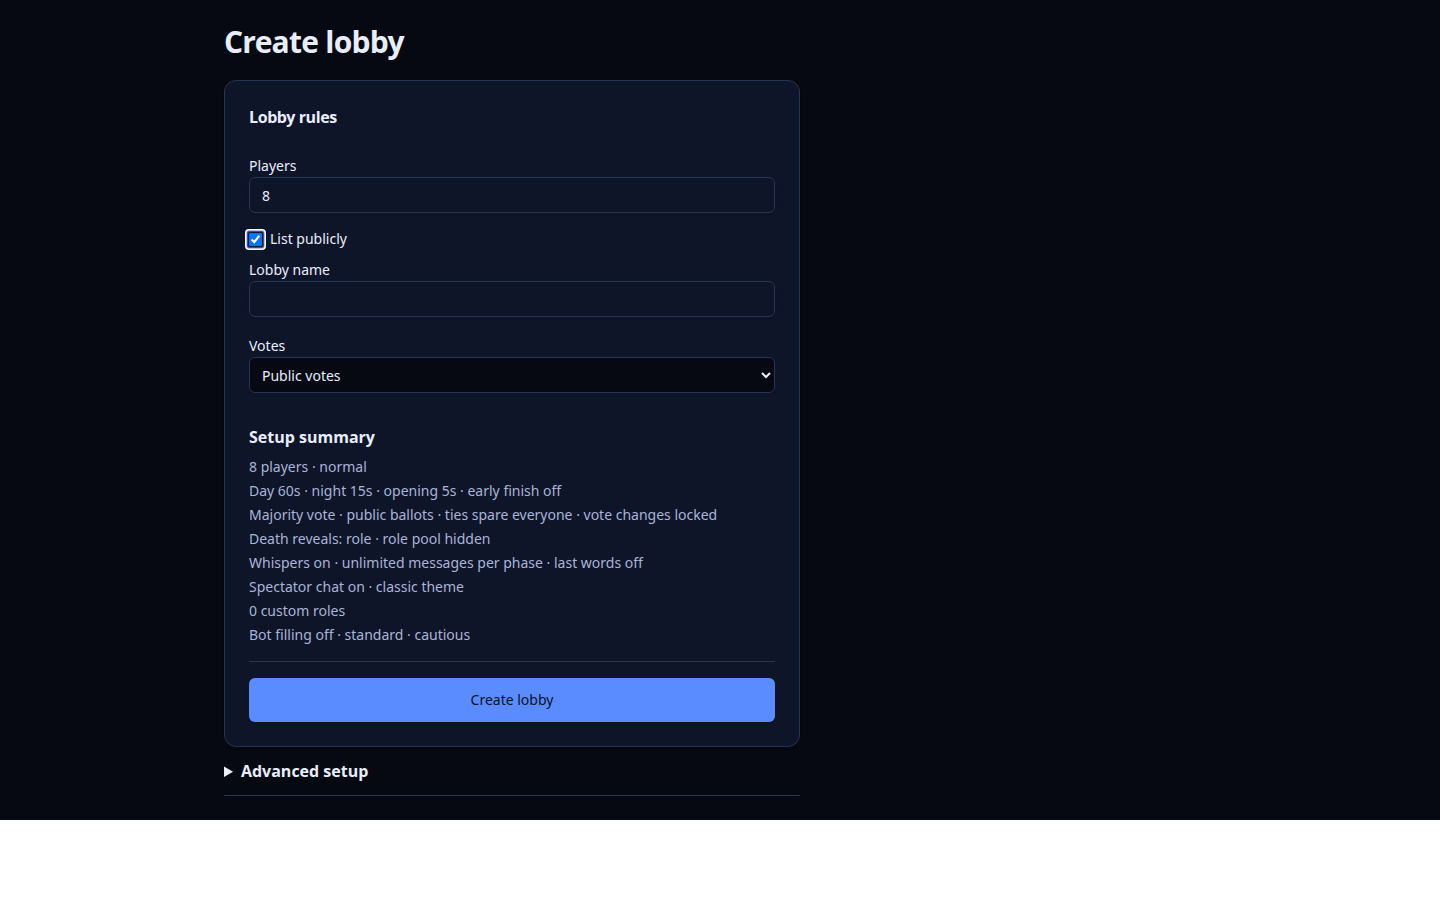 Create lobby
Lobby rules
Players
8
List publicly
Lobby name
Votes
Public votes
Setup summary
8 players · normal
Day 60s · night 15s · opening 5s · early finish off
Majority vote · public ballots · ties spare everyone · vote changes locked
Death reveals: role · role pool hidden
Whispers on · unlimited messages per phase · last words off
Spectator chat on · classic theme
0 custom roles
Bot filling off · standard · cautious
Create lobby
Advanced setup